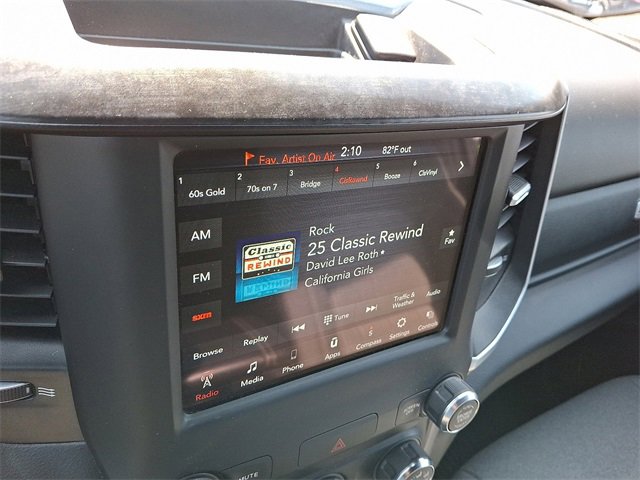 Fav. Artist On Air 2:10 82°F out
1 60s Gold 2 70s on 7 3 Bridge 4 ClsRewnd 5 Booze 6 ClsVinyl
AM
FM
sxm
Classic
REWIND
Rock
25 Classic Rewind
David Lee Roth
California Girls
Fav
Browse Replay Tune Traffic & Weather Audio
Radio Media Phone Apps S Compass Settings Controls
MUTE